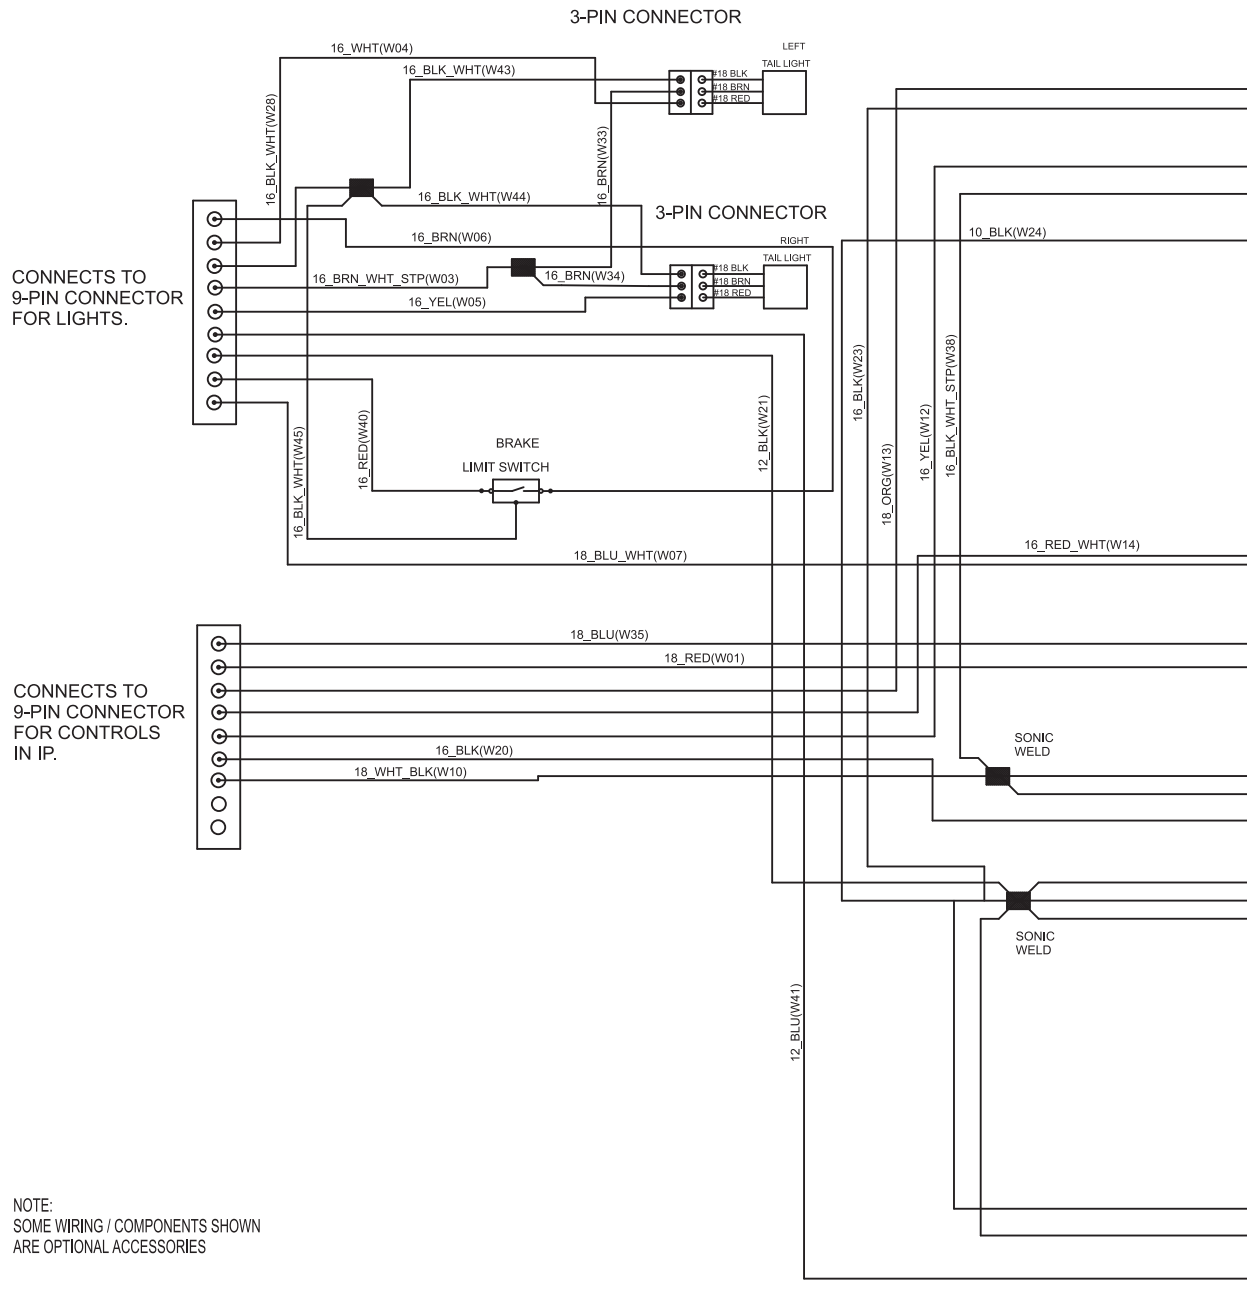 3-PIN CONNECTOR
16_WHT(W04)
LEFT
TAIL LIGHT
16_BLK_WHT(W43)
#18 BLK
#18 BRN
#18 RED
16_BLK_WHT(W28)
16_BRN(W33)
16_BLK_WHT(W44)
3-PIN CONNECTOR
16_BRN(W06)
RIGHT
TAIL LIGHT
10_BLK(W24)
CONNECTS TO
9-PIN CONNECTOR
FOR LIGHTS.
16_BRN_WHT_STP(W03)
16_BRN(W34)
#18 BLK
#18 BRN
#18 RED
16_YEL(W05)
16_BLK_WHT(W45)
16_RED(W40)
BRAKE
LIMIT SWITCH
12_BLK(W21)
16_BLK(W23)
18_ORG(W13)
16_YEL(W12)
16_BLK_WHT_STP(W38)
16_RED_WHT(W14)
18_BLU_WHT(W07)
18_BLU(W35)
18_RED(W01)
CONNECTS TO
9-PIN CONNECTOR
FOR CONTROLS
IN IP.
16_BLK(W20)
18_WHT_BLK(W10)
SONIC
WELD
SONIC
WELD
12_BLU(W41)
NOTE:
SOME WIRING / COMPONENTS SHOWN
ARE OPTIONAL ACCESSORIES